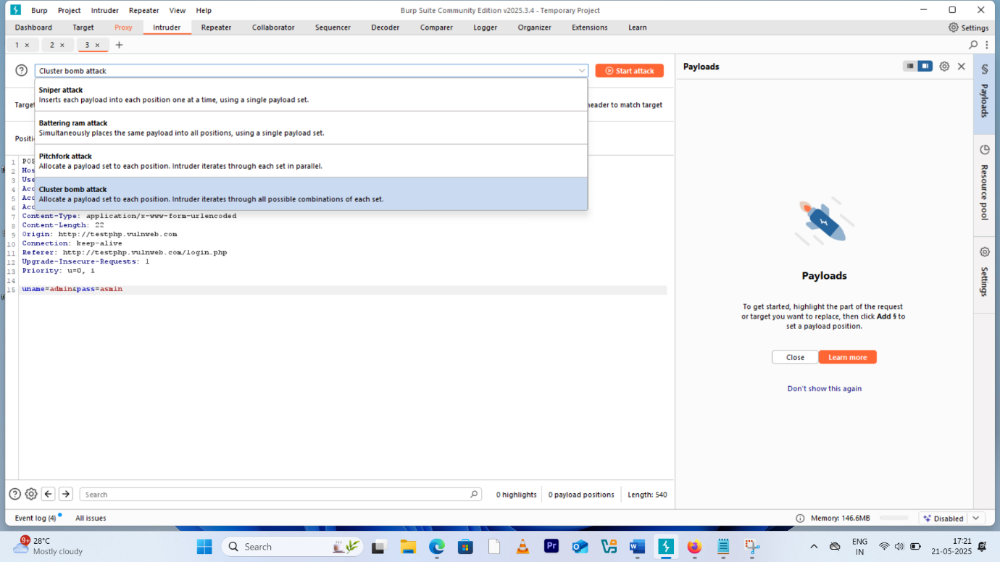 Burp Project Intruder Repeater View Help Burp Suite Community Edition v2025.3.4 - Temporary Project
Dashboard Target Proxy Intruder Repeater Collaborator Sequencer Decoder Comparer Logger Organizer Extensions Learn Settings
1 × 2 × 3 × +
Cluster bomb attack Start attack
Sniper attack
Inserts each payload into each position one at a time, using a single payload set.
Target header to match target
Battering ram attack
Simultaneously places the same payload into all positions, using a single payload set.
Positi
Pitchfork attack
Allocate a payload set to each position. Intruder iterates through each set in parallel.
Cluster bomb attack
Allocate a payload set to each position. Intruder iterates through all possible combinations of each set.
1 POS
2 Hos
3 Use
4 Acc
5 Acc
6 Acc
7 Content-Type: application/x-www-form-urlencoded
8 Content-Length: 22
9 Origin: http://testphp.vulnweb.com
10 Connection: keep-alive
11 Referer: http://testphp.vulnweb.com/login.php
12 Upgrade-Insecure-Requests: 1
13 Priority: u=0, i
14
15 uname=admin&pass=asmin
Payloads
Payloads
To get started, highlight the part of the request
or target you want to replace, then click Add § to
set a payload position.
Close Learn more
Don't show this again
§ Payloads
Resource pool
Settings
Search 0 highlights 0 payload positions Length: 540
Event log (4) All issues Memory: 146.6MB Disabled
9+ 28°C
Mostly cloudy
Search
Pr
ENG
IN
17:21
21-05-2025